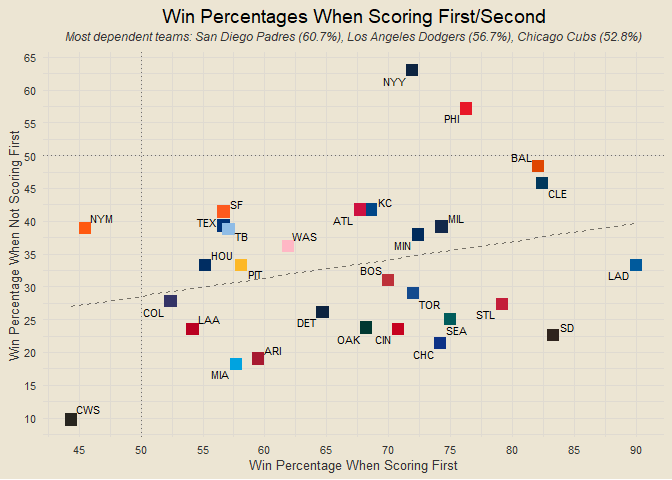 Win Percentages When Scoring First/Second
Most dependent teams: San Diego Padres (60.7%), Los Angeles Dodgers (56.7%), Chicago Cubs (52.8%)
Win Percentage When Not Scoring First
65
60
55
50
45
40
35
30
25
20
15
10
NYY
PHI
BAL
CLE
SF
KC
NYM
TEX
ATL
MIL
TB
WAS
MIN
HOU
PIT
BOS
LAD
COL
TOR
STL
LAA
DET
OAK
CIN
SEA
SD
CHC
ARI
MIA
CWS
45
50
55
60
65
70
75
80
85
90
Win Percentage When Scoring First